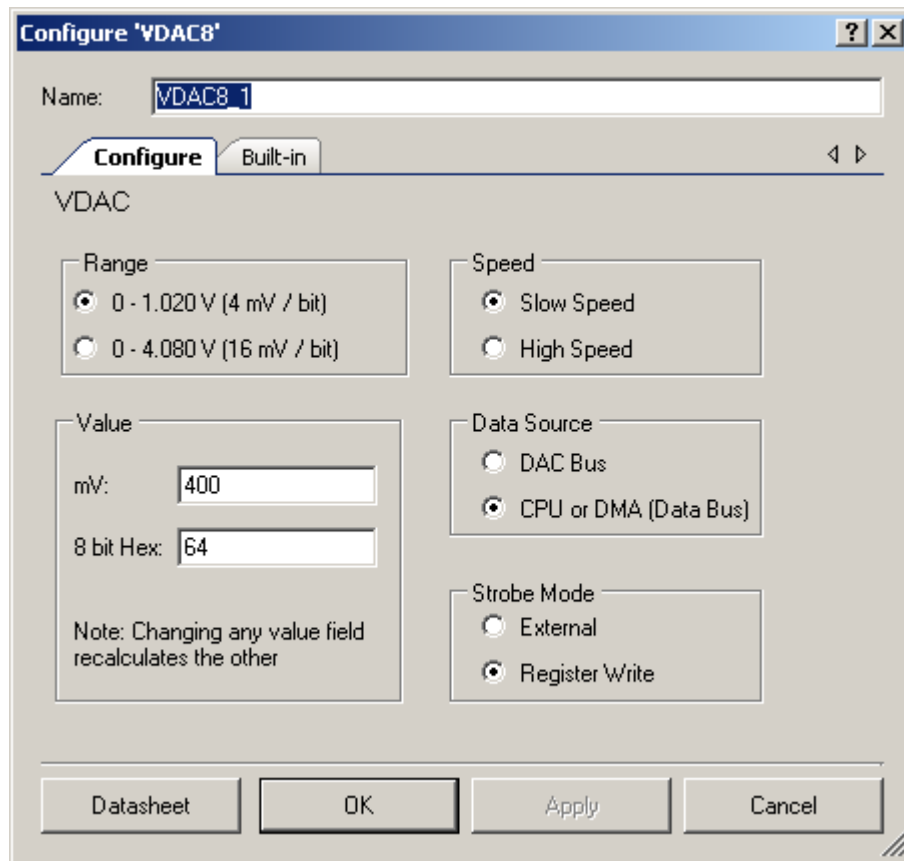 Configure 'VDAC8'
Name: VDAC8_1
Configure Built-in
VDAC
Range
0 - 1.020 V (4 mV / bit)
0 - 4.080 V (16 mV / bit)
Speed
Slow Speed
High Speed
Value
mV: 400
8 bit Hex: 64
Note: Changing any value field
recalculates the other
Data Source
DAC Bus
CPU or DMA (Data Bus)
Strobe Mode
External
Register Write
Datasheet OK Apply Cancel